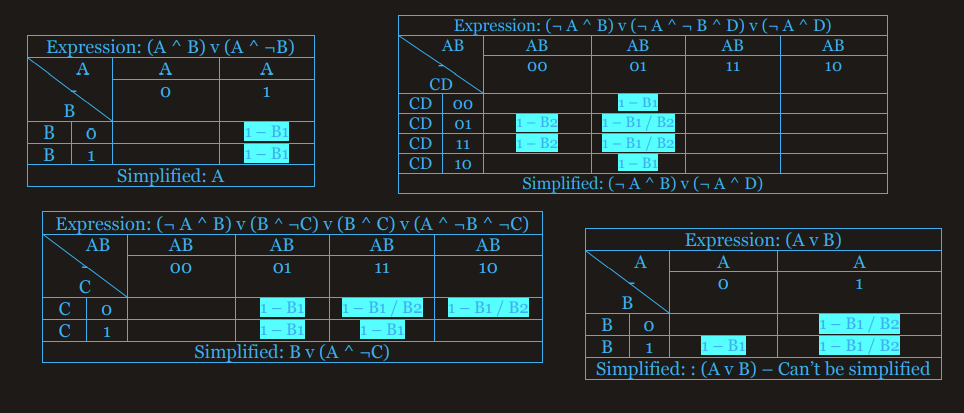 Expression: (A ^ B) v (A ^ ¬B)
A A A
- 0 1
B
B 0 1 – B1
B 1 1 – B1
Simplified: A
Expression: (¬ A ^ B) v (¬ A ^ ¬ B ^ D) v (¬ A ^ D)
AB AB AB AB AB
- 00 01 11 10
CD
CD 00 1 – B1
CD 01 1 – B2 1 – B1 / B2
CD 11 1 – B2 1 – B1 / B2
CD 10 1 – B1
Simplified: (¬ A ^ B) v (¬ A ^ D)
Expression: (¬ A ^ B) v (B ^ ¬C) v (B ^ C) v (A ^ ¬B ^ ¬C)
AB AB AB AB AB
- 00 01 11 10
C
C 0 1 – B1 1 – B1 / B2 1 – B1 / B2
C 1 1 – B1 1 – B1
Simplified: B v (A ^ ¬C)
Expression: (A v B)
A A A
- 0 1
B
B 0 1 – B1 / B2
B 1 1 – B1 1 – B1 / B2
Simplified: : (A v B) – Can't be simplified